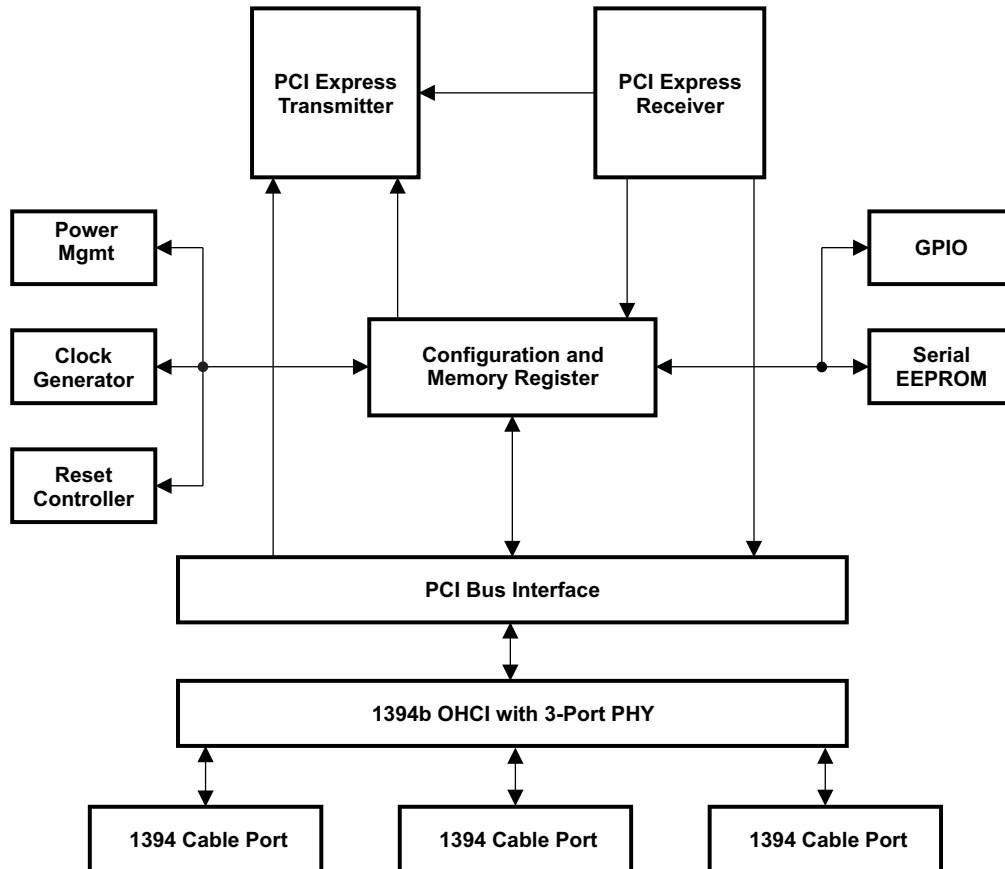 PCI Express
Transmitter
PCI Express
Receiver
Power
Mgmt
GPIO
Clock
Generator
Configuration and
Memory Register
Serial
EEPROM
Reset
Controller
PCI Bus Interface
1394b OHCI with 3-Port PHY
1394 Cable Port
1394 Cable Port
1394 Cable Port